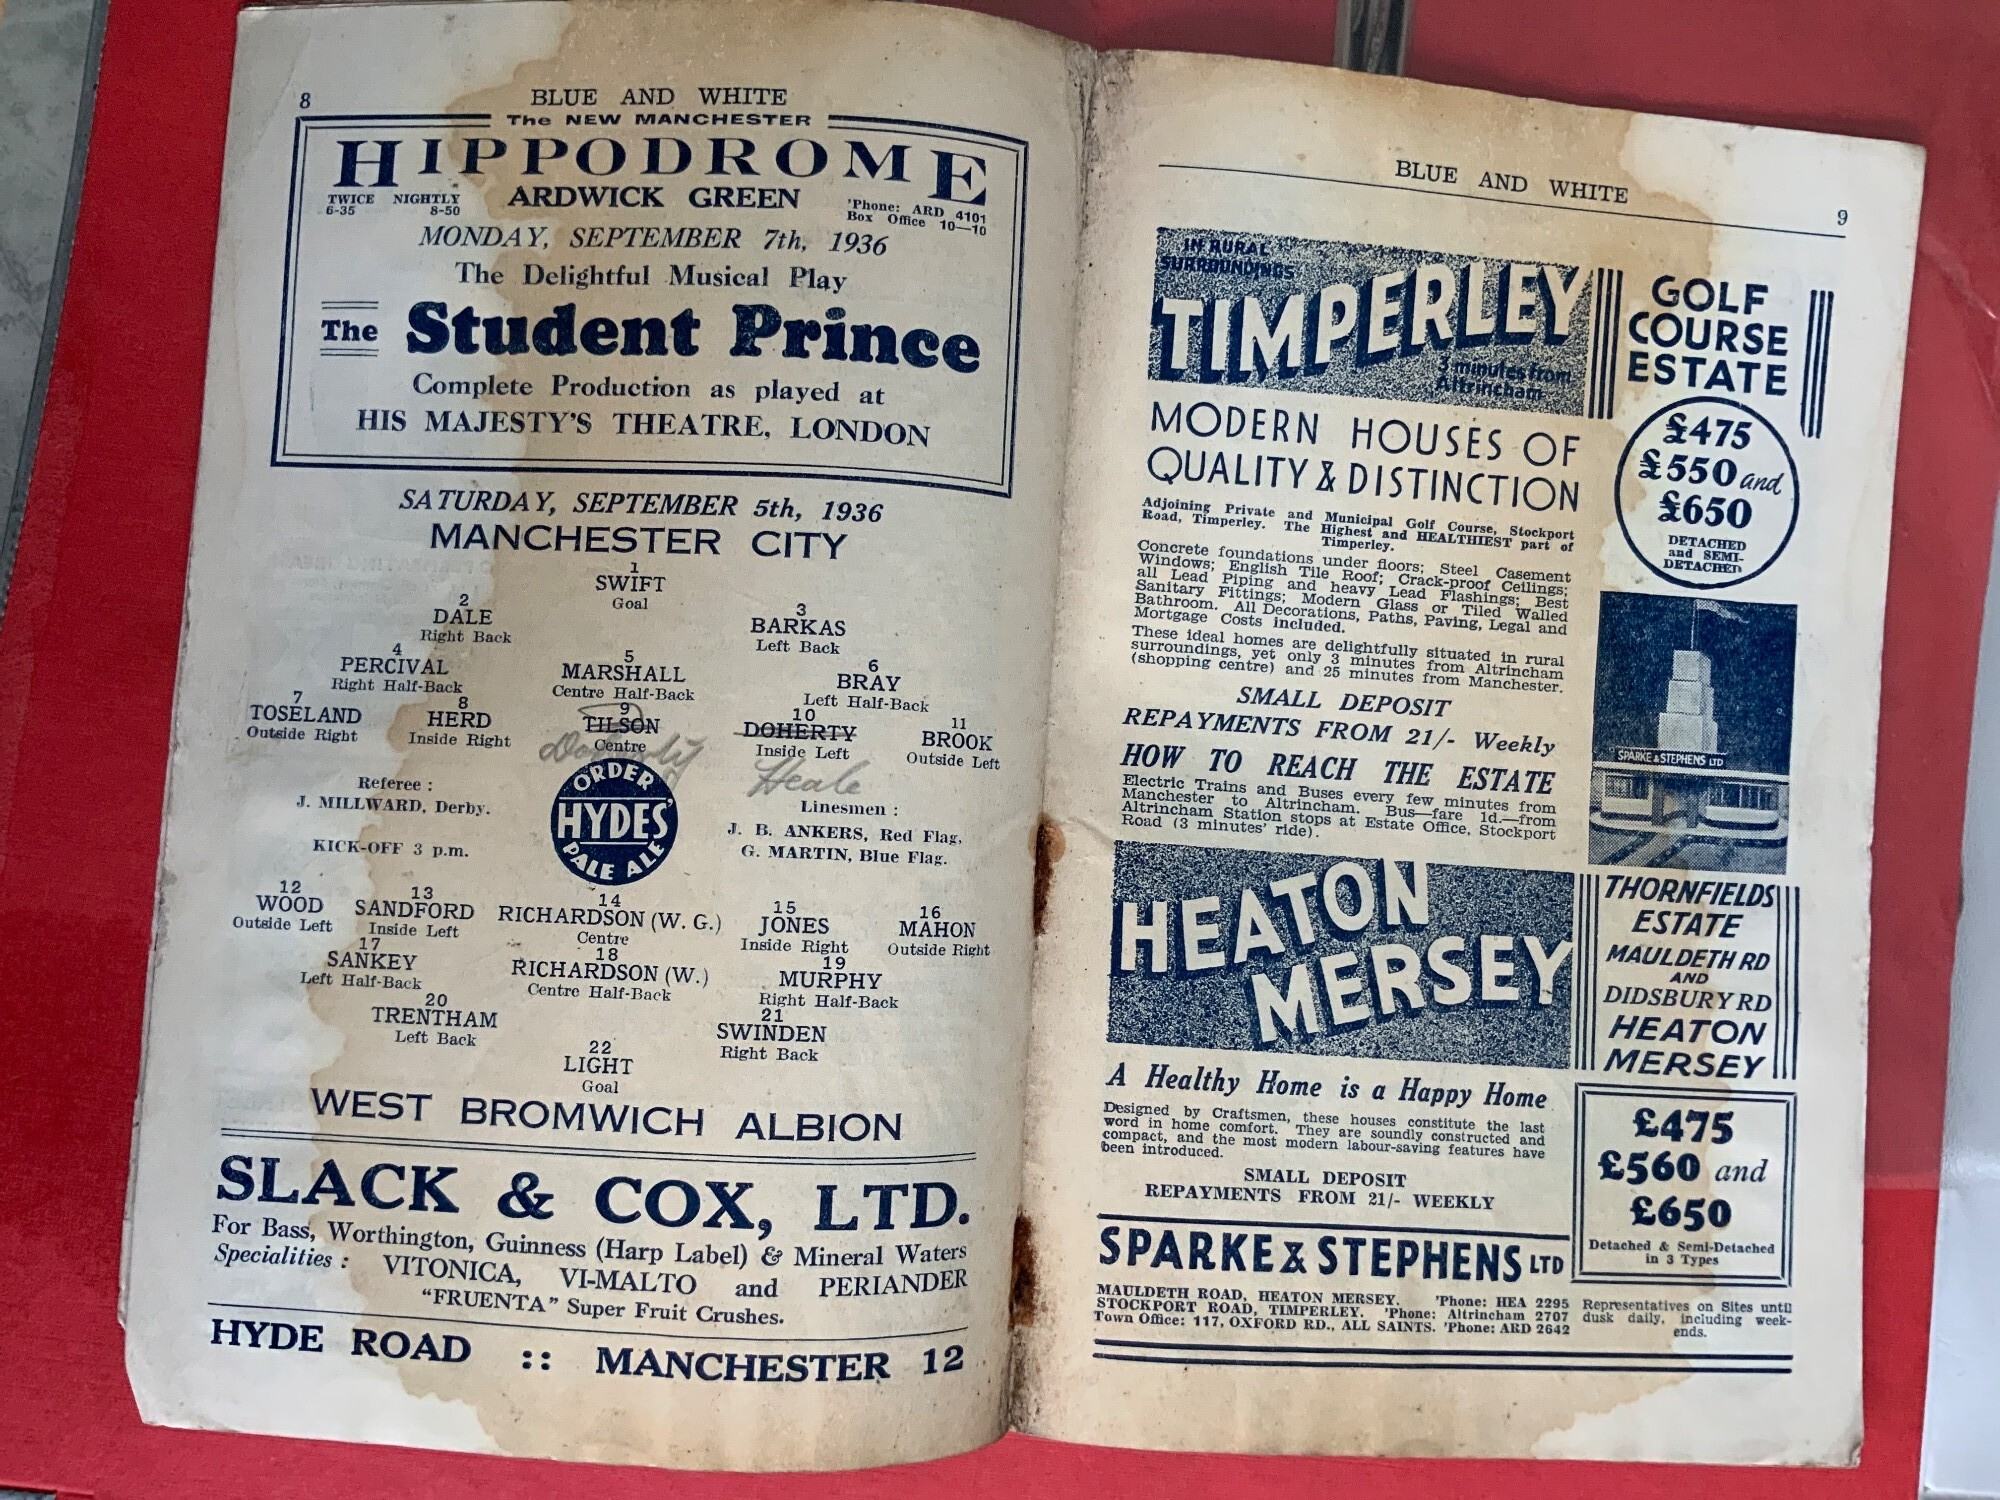 8
BLUE AND WHITE
The NEW MANCHESTER
HIPPODROME
TWICE NIGHTLY
6-35 8-50
ARDWICK GREEN
'Phone: ARD 4101
Box Office 10—10
MONDAY, SEPTEMBER 7th, 1936
The Delightful Musical Play
The Student Prince
Complete Production as played at
HIS MAJESTY'S THEATRE, LONDON
SATURDAY, SEPTEMBER 5th, 1936
MANCHESTER CITY
1
SWIFT
Goal
2
DALE
Right Back
3
BARKAS
Left Back
4
PERCIVAL
Right Half-Back
5
MARSHALL
Centre Half-Back
6
BRAY
Left Half-Back
7
TOSELAND
Outside Right
8
HERD
Inside Right
9
TILSON
Centre
Doherty
10
DOHERTY
Inside Left
Heale
11
BROOK
Outside Left
Referee :
J. MILLWARD, Derby.
KICK-OFF 3 p.m.
ORDER
HYDES'
PALE ALE
Linesmen :
J. B. ANKERS, Red Flag,
G. MARTIN, Blue Flag.
12
WOOD
Outside Left
13
SANDFORD
Inside Left
14
RICHARDSON (W. G.)
Centre
15
JONES
Inside Right
16
MAHON
Outside Right
17
SANKEY
Left Half-Back
18
RICHARDSON (W.)
Centre Half-Back
19
MURPHY
Right Half-Back
20
TRENTHAM
Left Back
21
SWINDEN
Right Back
22
LIGHT
Goal
WEST BROMWICH ALBION
SLACK & COX, LTD.
For Bass, Worthington, Guinness (Harp Label) & Mineral Waters
Specialities : VITONICA, VI-MALTO and PERIANDER
"FRUENTA" Super Fruit Crushes.
HYDE ROAD :: MANCHESTER 12
BLUE AND WHITE
9
IN RURAL
SURROUNDINGS
TIMPERLEY
3 minutes from
Altrincham
GOLF
COURSE
ESTATE
£475
£550 and
£650
DETACHED
and SEMI-
DETACHED
MODERN HOUSES OF
QUALITY & DISTINCTION
Adjoining Private and Municipal Golf Course, Stockport
Road, Timperley. The Highest and HEALTHIEST part of
Timperley.
Concrete foundations under floors; Steel Casement
Windows; English Tile Roof; Crack-proof Ceilings;
all Lead Piping and heavy Lead Flashings; Best
Sanitary Fittings; Modern Glass or Tiled Walled
Bathroom. All Decorations, Paths, Paving, Legal and
Mortgage Costs included.
These ideal homes are delightfully situated in rural
surroundings, yet only 3 minutes from Altrincham
(shopping centre) and 25 minutes from Manchester.
SMALL DEPOSIT
REPAYMENTS FROM 21/- Weekly
HOW TO REACH THE ESTATE
Electric Trains and Buses every few minutes from
Manchester to Altrincham. Bus—fare 1d.—from
Altrincham Station stops at Estate Office, Stockport
Road (3 minutes' ride).
SPARKE & STEPHENS LTD
HEATON
MERSEY
THORNFIELDS
ESTATE
MAULDETH RD
AND
DIDSBURY RD
HEATON
MERSEY
A Healthy Home is a Happy Home
Designed by Craftsmen, these houses constitute the last
word in home comfort. They are soundly constructed and
compact, and the most modern labour-saving features have
been introduced.
SMALL DEPOSIT
REPAYMENTS FROM 21/- WEEKLY
£475
£560 and
£650
Detached & Semi-Detached
in 3 Types
SPARKE & STEPHENS LTD
MAULDETH ROAD, HEATON MERSEY. 'Phone: HEA 2295
STOCKPORT ROAD, TIMPERLEY. 'Phone: Altrincham 2707
Town Office: 117, OXFORD RD., ALL SAINTS. 'Phone: ARD 2642
Representatives on Sites until
dusk daily, including week-
ends.